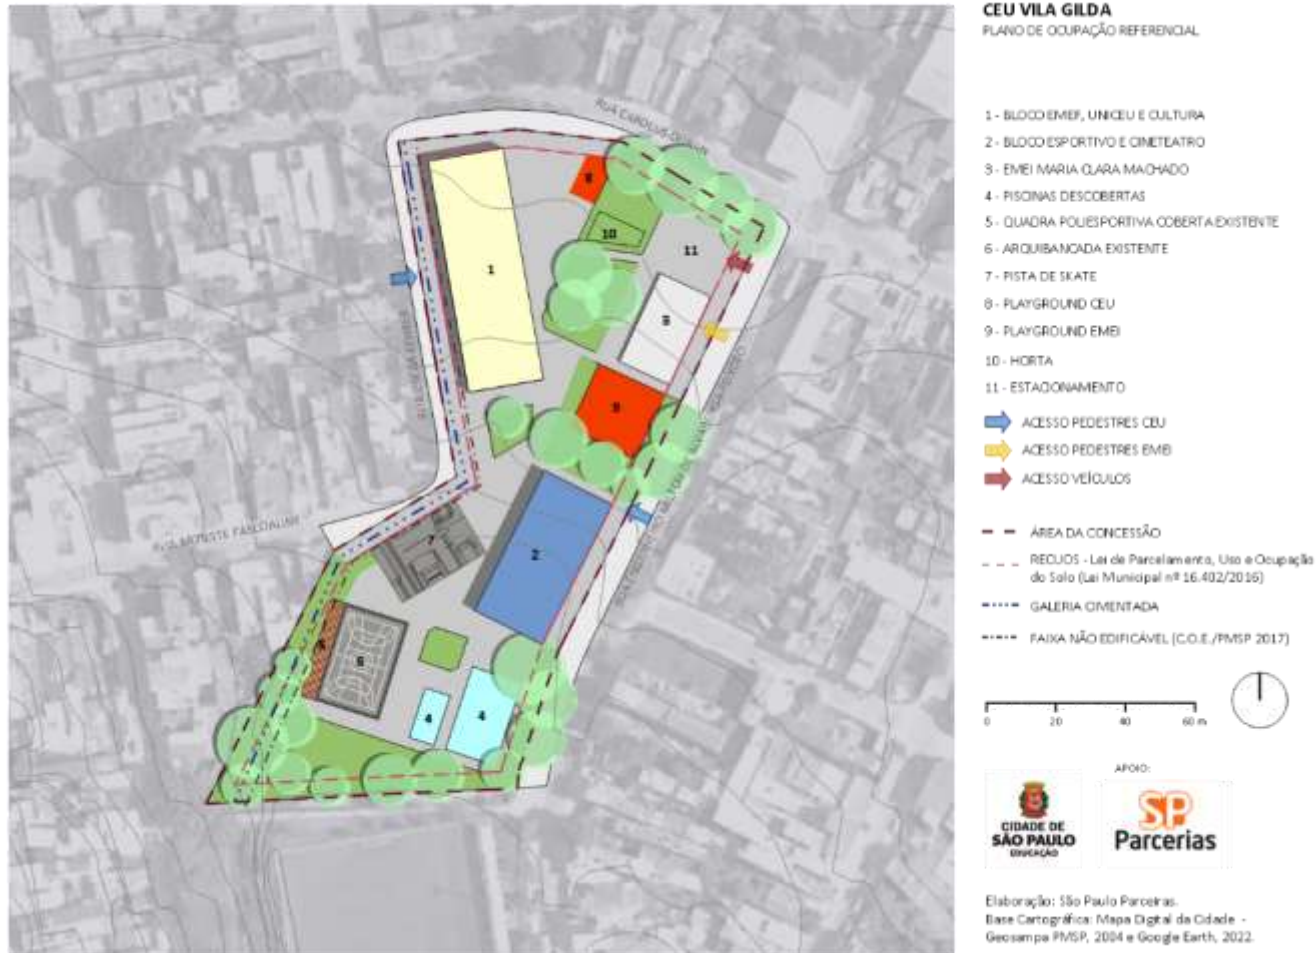 CEU VILA GILDA
PLANO DE OCUPAÇÃO REFERENCIAL
1 - BLOCO EMEF, UNICEU E CULTURA
2 - BLOCO ESPORTIVO E CINETEATRO
3 - EMEI MARIA CLARA MACHADO
4 - PISCINAS DESCOBERTAS
5 - QUADRA POLIESPORTIVA COBERTA EXISTENTE
6 - ARQUIBANCADA EXISTENTE
7 - PISTA DE SKATE
8 - PLAYGROUND CEU
9 - PLAYGROUND EMEI
10 - HORTA
11 - ESTACIONAMENTO
ACESSO PEDESTRES CEU
ACESSO PEDESTRES EMEI
ACESSO VEÍCULOS
ÁREA DA CONCESSÃO
RECUOS - Lei de Parcelamento, Uso e Ocupação
do Solo (Lei Municipal nº 16.402/2016)
GALERIA CIMENTADA
FAIXA NÃO EDIFICÁVEL (C.O.E./PMSP 2017)
0 20 40 60 m
APOIO:
CIDADE DE
SÃO PAULO
EDUCAÇÃO
SP
Parcerias
Elaboração: São Paulo Parcerias.
Base Cartográfica: Mapa Digital da Cidade -
Geosampa PMSP, 2004 e Google Earth, 2022.
RUA
10
11
1
9
2
7
6
4
4